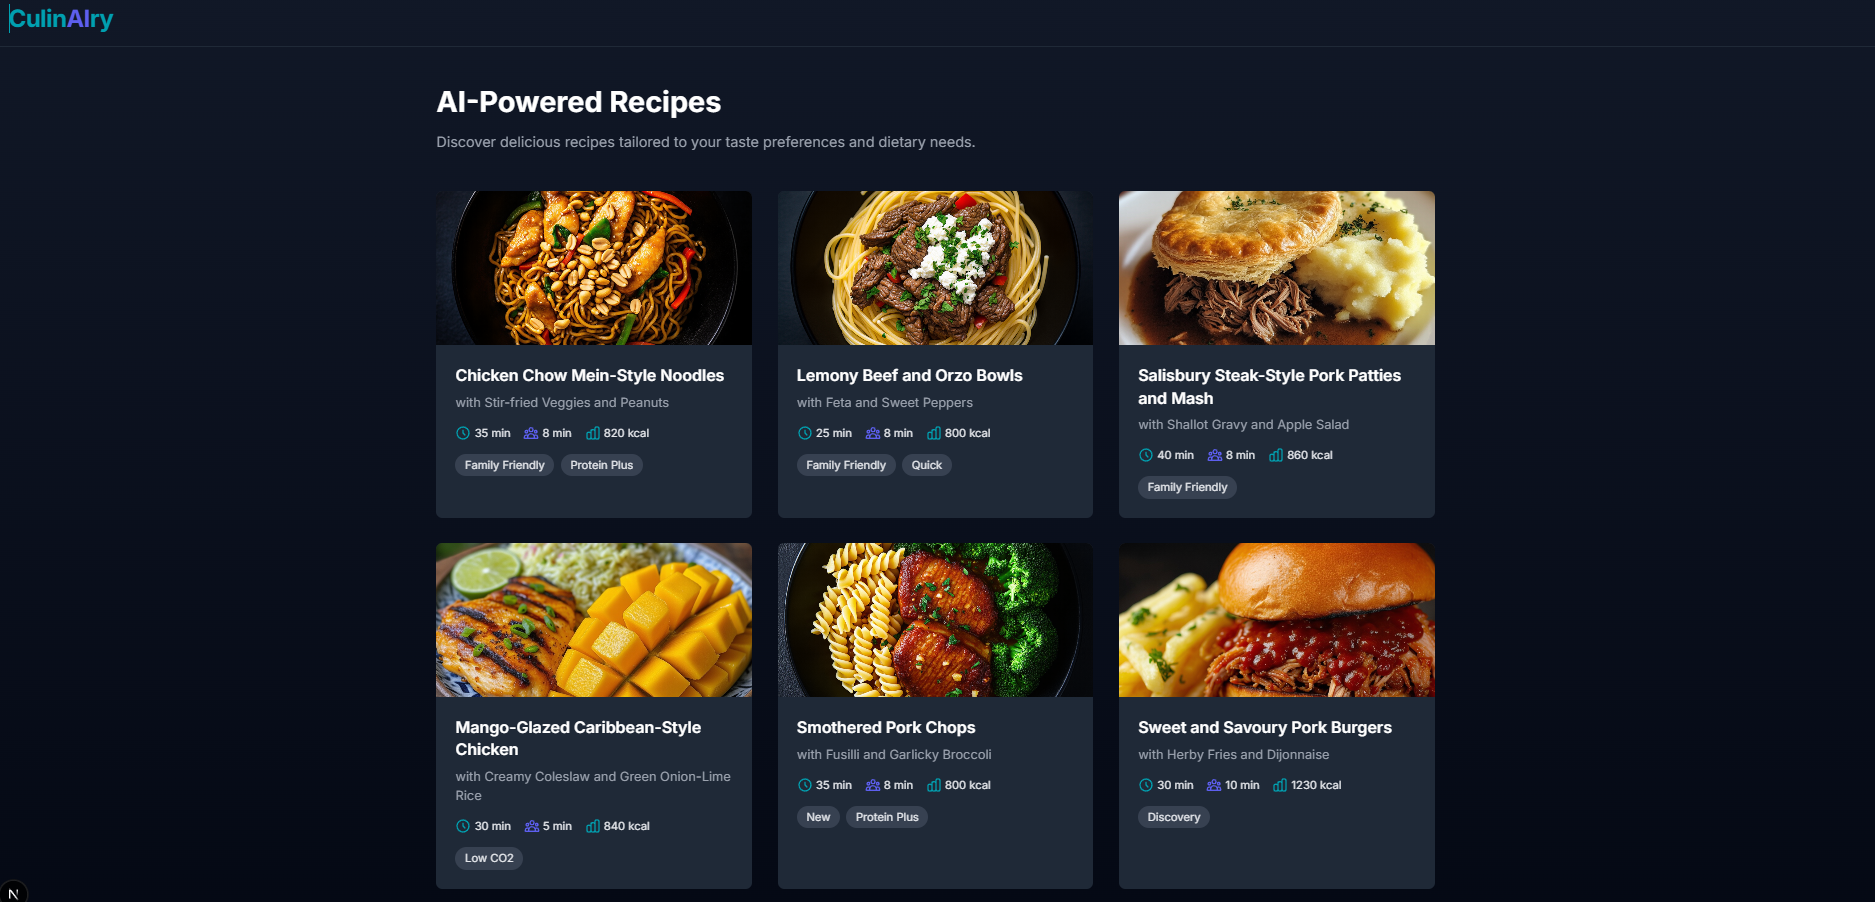 CulinAIry
AI-Powered Recipes
Discover delicious recipes tailored to your taste preferences and dietary needs.
Chicken Chow Mein-Style Noodles
with Stir-fried Veggies and Peanuts
35 min 8 min 820 kcal
Family Friendly Protein Plus
Lemony Beef and Orzo Bowls
with Feta and Sweet Peppers
25 min 8 min 800 kcal
Family Friendly Quick
Salisbury Steak-Style Pork Patties
and Mash
with Shallot Gravy and Apple Salad
40 min 8 min 860 kcal
Family Friendly
Mango-Glazed Caribbean-Style
Chicken
with Creamy Coleslaw and Green Onion-Lime
Rice
30 min 5 min 840 kcal
Low CO2
Smothered Pork Chops
with Fusilli and Garlicky Broccoli
35 min 8 min 800 kcal
New Protein Plus
Sweet and Savoury Pork Burgers
with Herby Fries and Dijonnaise
30 min 10 min 1230 kcal
Discovery
N